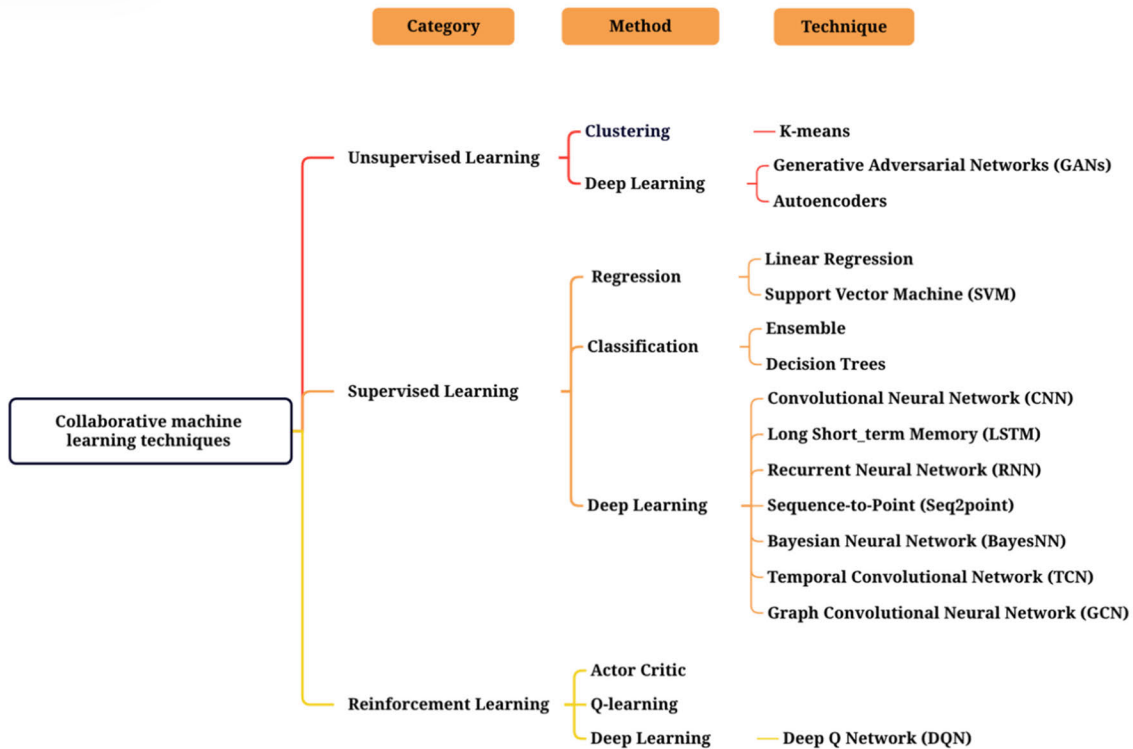 Category
Method
Technique
Unsupervised Learning
Clustering
K-means
Deep Learning
Generative Adversarial Networks (GANs)
Autoencoders
Collaborative machine
learning techniques
Supervised Learning
Regression
Linear Regression
Support Vector Machine (SVM)
Classification
Ensemble
Decision Trees
Deep Learning
Convolutional Neural Network (CNN)
Long Short_term Memory (LSTM)
Recurrent Neural Network (RNN)
Sequence-to-Point (Seq2point)
Bayesian Neural Network (BayesNN)
Temporal Convolutional Network (TCN)
Graph Convolutional Neural Network (GCN)
Reinforcement Learning
Actor Critic
Q-learning
Deep Learning
Deep Q Network (DQN)